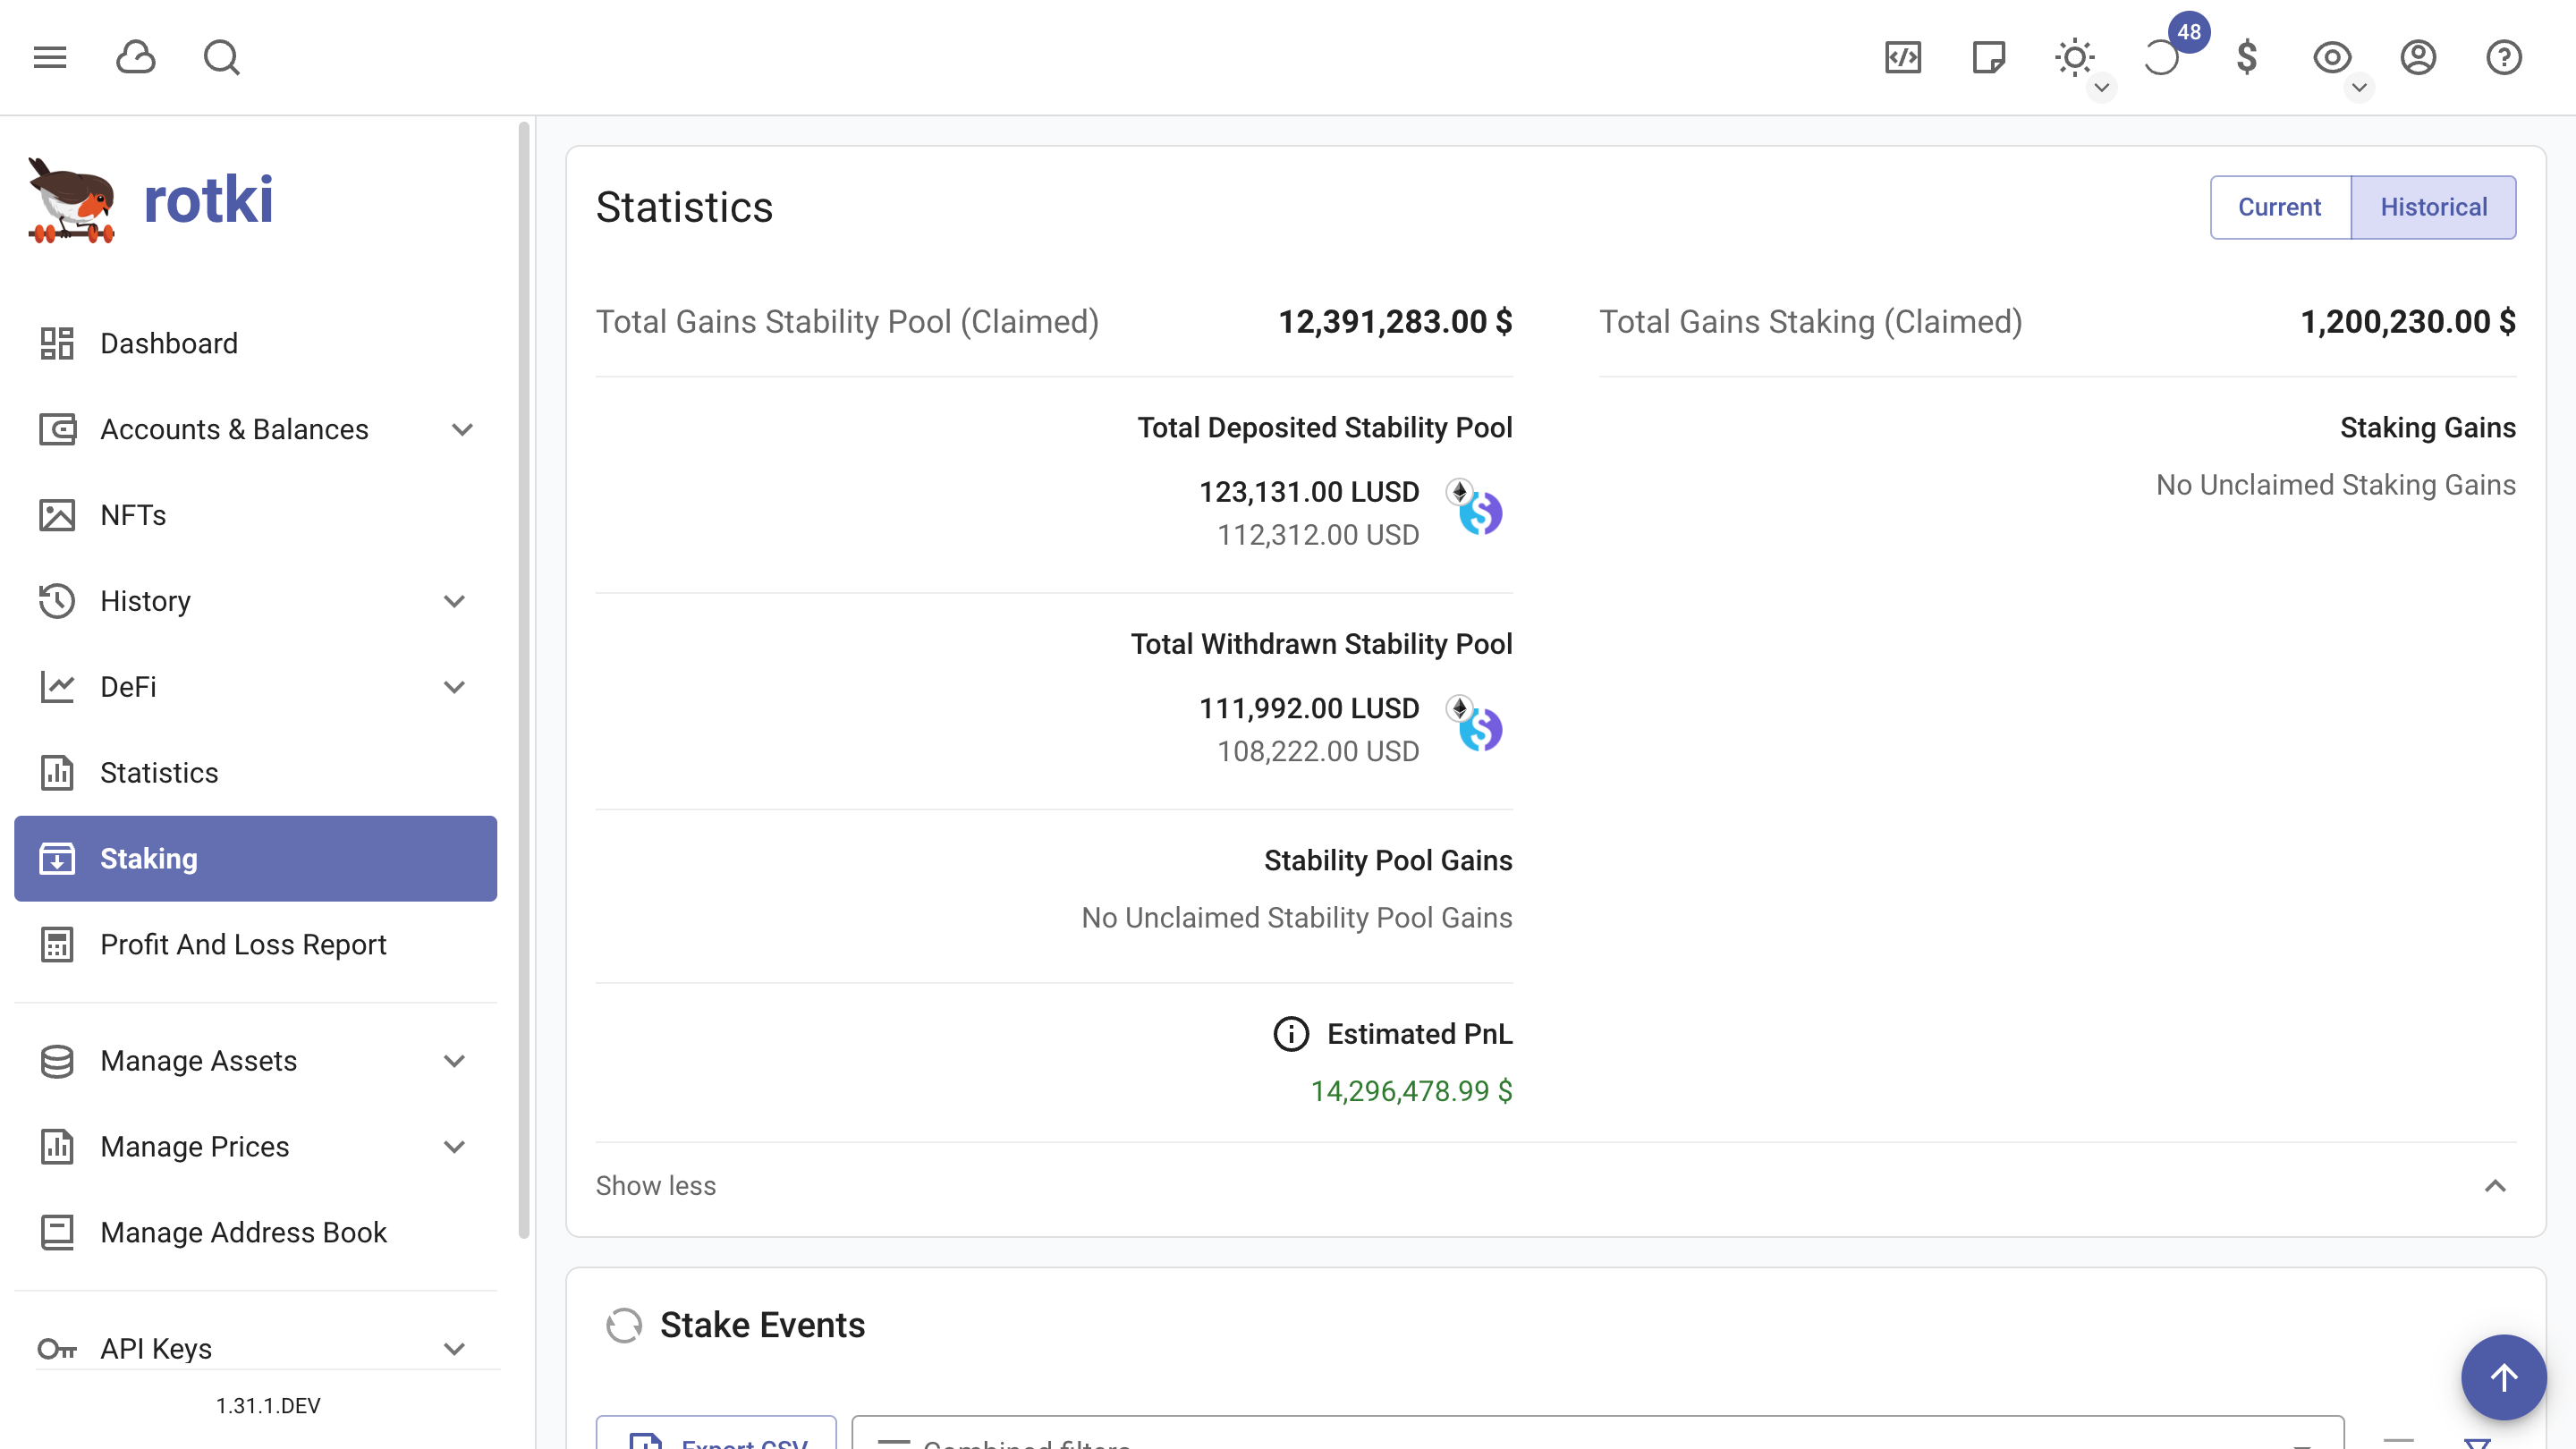 48
rotki
Dashboard
Accounts & Balances
NFTs
History
DeFi
Statistics
Staking
Profit And Loss Report
Manage Assets
Manage Prices
Manage Address Book
API Keys
1.31.1.DEV
Statistics
Current
Historical
Total Gains Stability Pool (Claimed)
12,391,283.00 $
Total Deposited Stability Pool
123,131.00 LUSD
112,312.00 USD
Total Withdrawn Stability Pool
111,992.00 LUSD
108,222.00 USD
Stability Pool Gains
No Unclaimed Stability Pool Gains
Estimated PnL
14,296,478.99 $
Total Gains Staking (Claimed)
1,200,230.00 $
Staking Gains
No Unclaimed Staking Gains
Show less
Stake Events
Export CSV
Combined filters